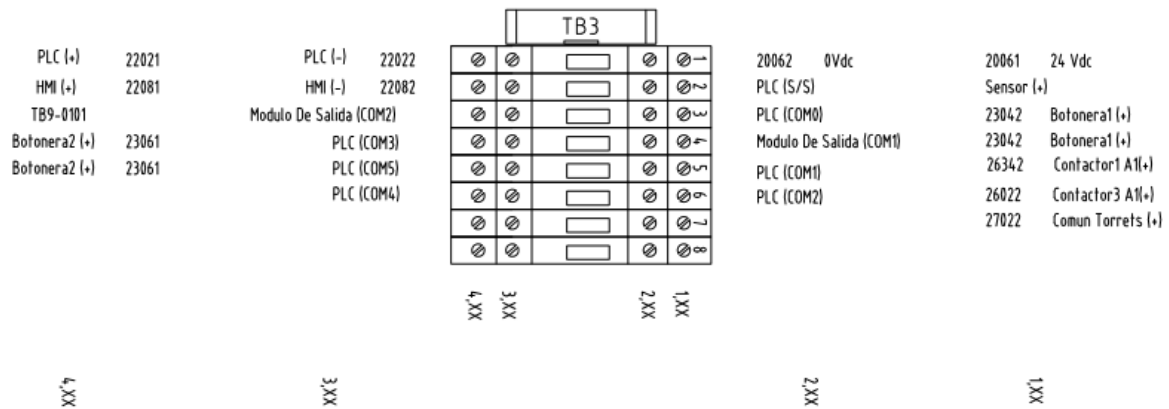 TB3
PLC (+) 22021 PLC (-) 22022 1 20062 0Vdc 20061 24 Vdc
HMI (+) 22081 HMI (-) 22082 2 PLC (S/S) Sensor (+)
TB9-0101 Modulo De Salida (COM2) 3 PLC (COM0) 23042 Botonera1 (+)
Botonera2 (+) 23061 PLC (COM3) 4 Modulo De Salida (COM1) 23042 Botonera1 (+)
Botonera2 (+) 23061 PLC (COM5) 5 PLC (COM1) 26342 Contactor1 A1(+)
PLC (COM4) 6 PLC (COM2) 26022 Contactor3 A1(+)
7 27022 Comun Torrets (+)
8
4,XX 3,XX 2,XX 1,XX
4,XX 3,XX 2,XX 1,XX